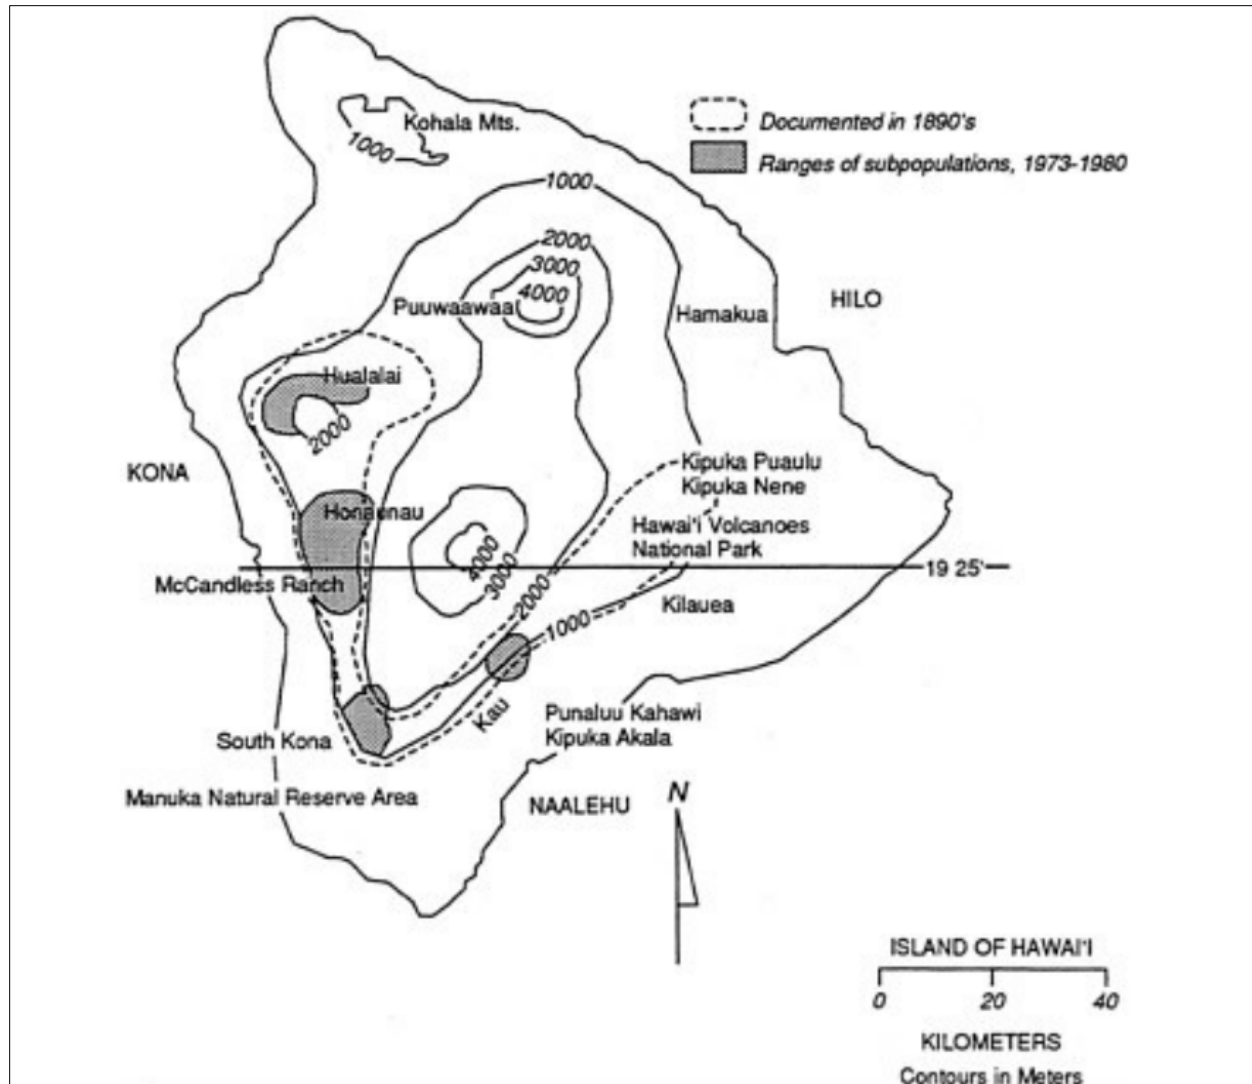 Kohala Mts.
1000
Documented in 1890's
Ranges of subpopulations, 1973-1980
1000
2000
3000
4000
Puuwaawaa
Hamakua
HILO
Hualalai
2000
KONA
Kipuka Puaulu
Kipuka Nene
Honaunau
Hawai'i Volcanoes
National Park
4000
3000
19 25'
McCandless Ranch
2000
Kilauea
1000
Kau
Punaluu Kahawi
Kipuka Akala
South Kona
Manuka Natural Reserve Area
NAALEHU
N
ISLAND OF HAWAI'I
0 20 40
KILOMETERS
Contours in Meters